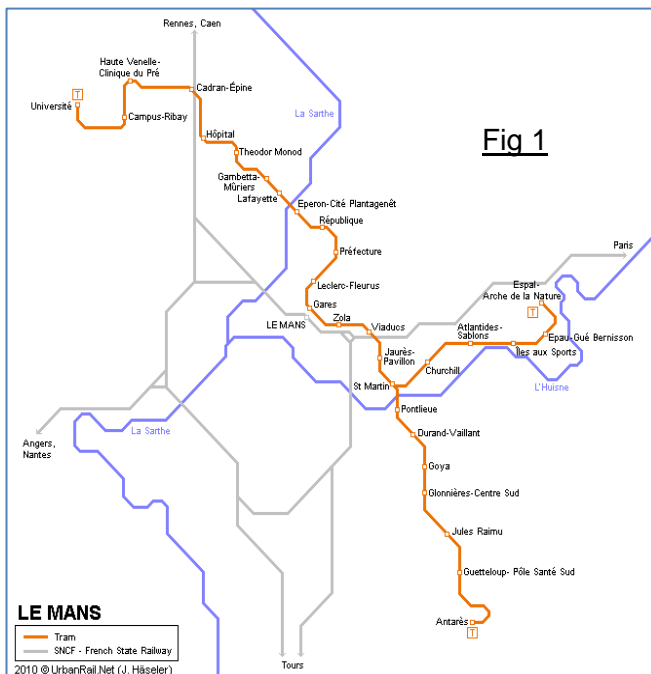 Rennes, Caen
Haute Venelle-
Clinique du Pré
Cadran-Épine
T
Université
Campus-Ribay
La Sarthe
Hôpital
Theodor Monod
Fig 1
Gambetta-
Mûriers
Lafayette
Eperon-Cité Plantagenêt
République
Préfecture
Paris
Leclerc-Fleurus
Espal-
Arche de la Nature
T
Gares
LE MANS
Zola
Viaducs
Atlantides-
Sablons
Epau-Gué Bernisson
Jaurès-
Pavillon
Îles aux Sports
Churchill
St Martin
L'Huisne
Pontlieue
La Sarthe
Angers,
Nantes
Durand-Vaillant
Goya
Glonnières-Centre Sud
Jules Raimu
Guetteloup- Pôle Santé Sud
Antarès
T
LE MANS
Tram
SNCF - French State Railway
Tours
2010 @ UrbanRail.Net (J. Häseler)